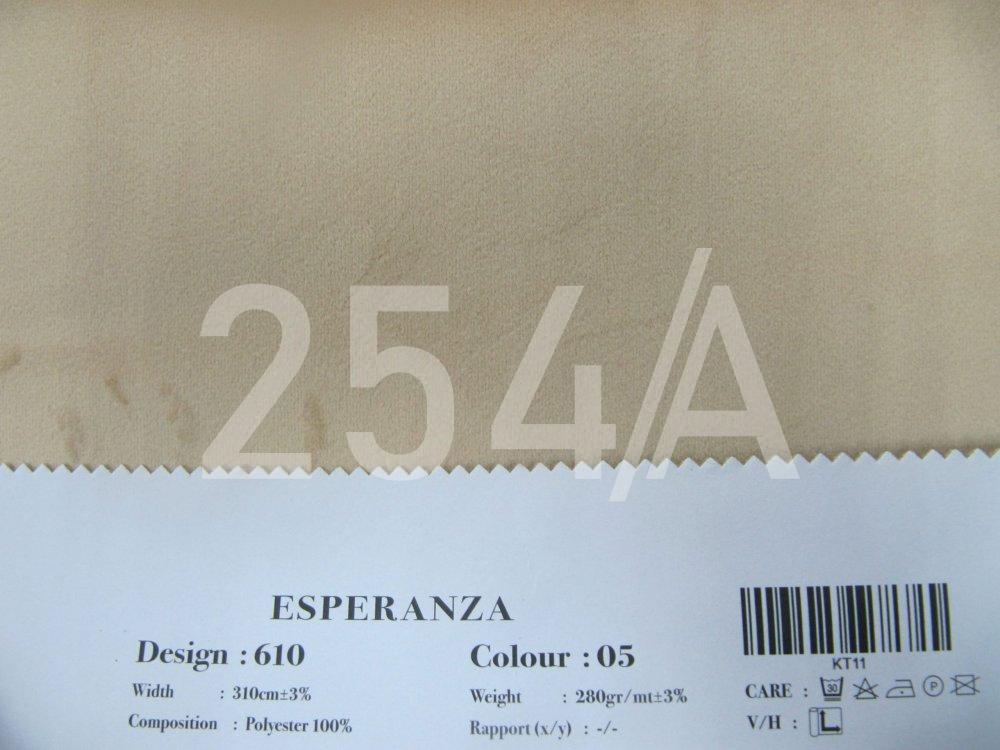 254/A
ESPERANZA
Design : 610
Colour : 05
Width : 310cm±3%
Weight : 280gr/mt±3%
Composition : Polyester 100%
Rapport (x/y) : -/-
KT11
CARE : 30 P
V/H :